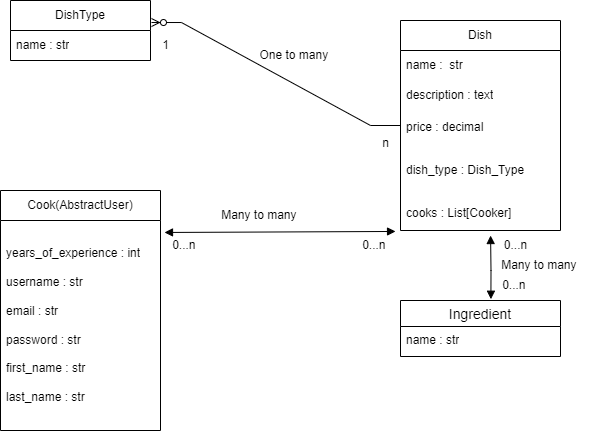 DishType
name : str
1
One to many
n
Dish
name :  str
description : text
price : decimal
dish_type : Dish_Type
cooks : List[Cooker]
Cook(AbstractUser)
years_of_experience : int
username : str
email : str
password : str
first_name : str
last_name : str
Many to many
0...n
0...n
0...n
Many to many
0...n
Ingredient
name : str